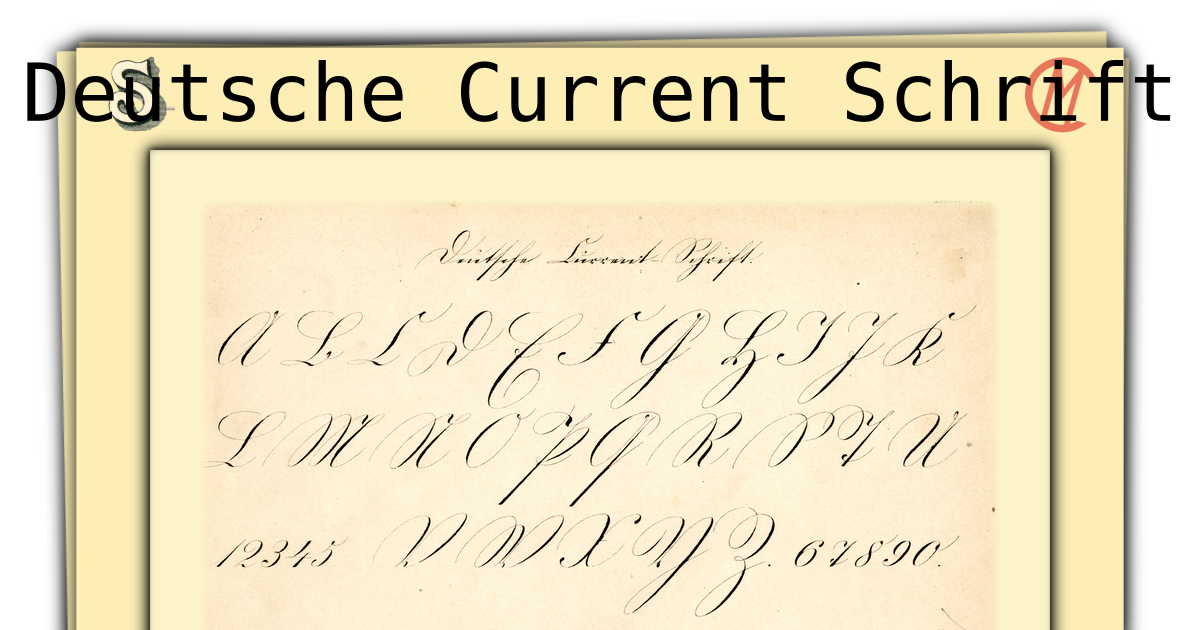 Deutsche Current Schrift
Deutsche Current-Schrift.
A B C D E F G H I J K
L M N O P Q R S T U
12345 V W X Y Z. 67890.